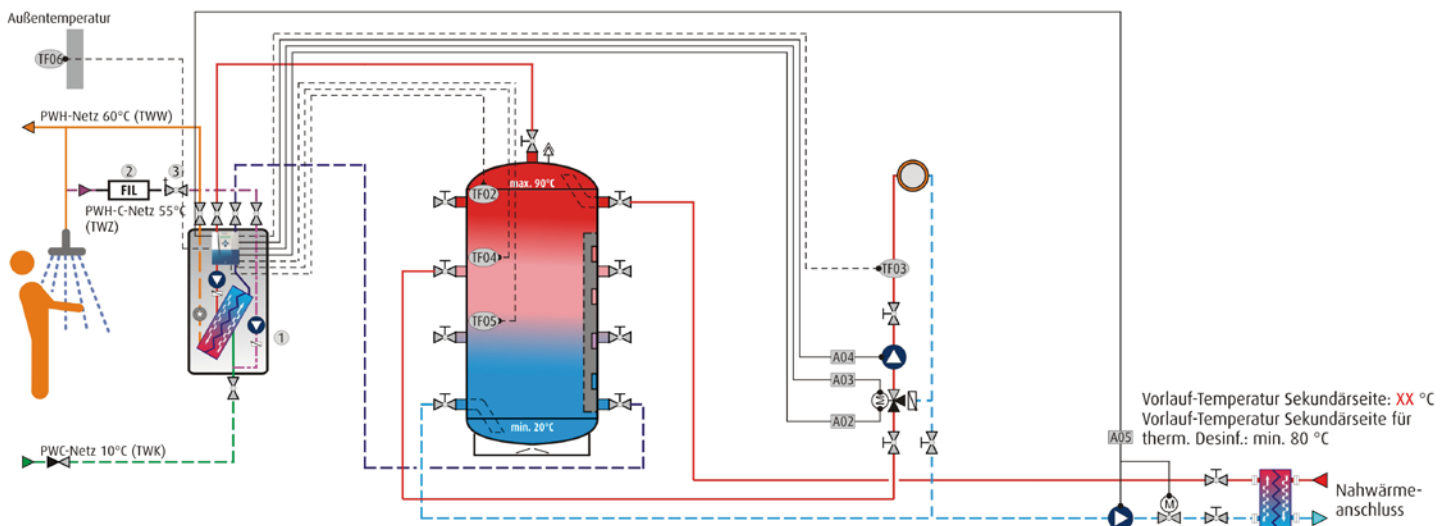 Außentemperatur
TF06
PWH-Netz 60°C (TWW)
2
3
FIL
PWH-C-Netz 55°C
(TWZ)
1
PWC-Netz 10°C (TWK)
max. 90°C
TF02
TF04
TF05
min. 20°C
TF03
A04
A03
M
A02
A05
Vorlauf-Temperatur Sekundärseite: XX °C
Vorlauf-Temperatur Sekundärseite für
therm. Desinf.: min. 80 °C
M
Nahwärme-
anschluss